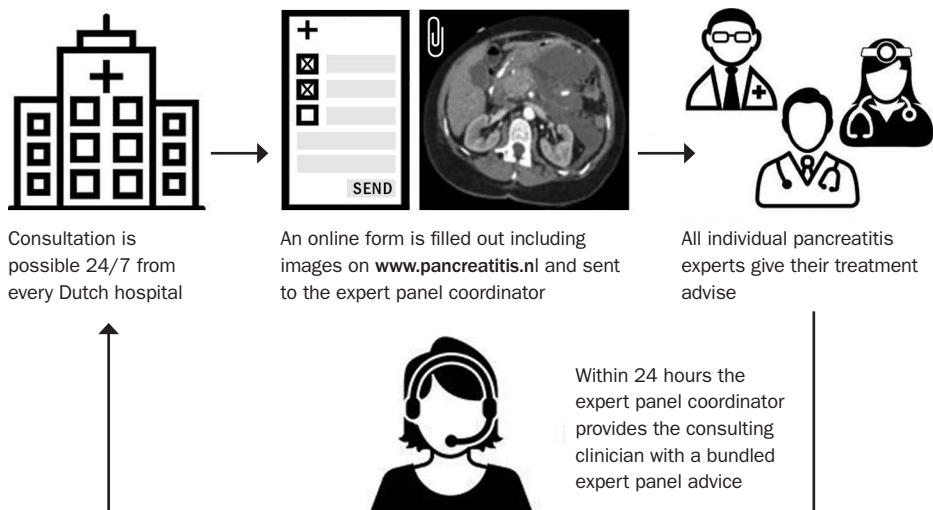 SEND
Consultation is
possible 24/7 from
every Dutch hospital
An online form is filled out including
images on www.pancreatitis.nl and sent
to the expert panel coordinator
All individual pancreatitis
experts give their treatment
advise
Within 24 hours the
expert panel coordinator
provides the consulting
clinician with a bundled
expert panel advice